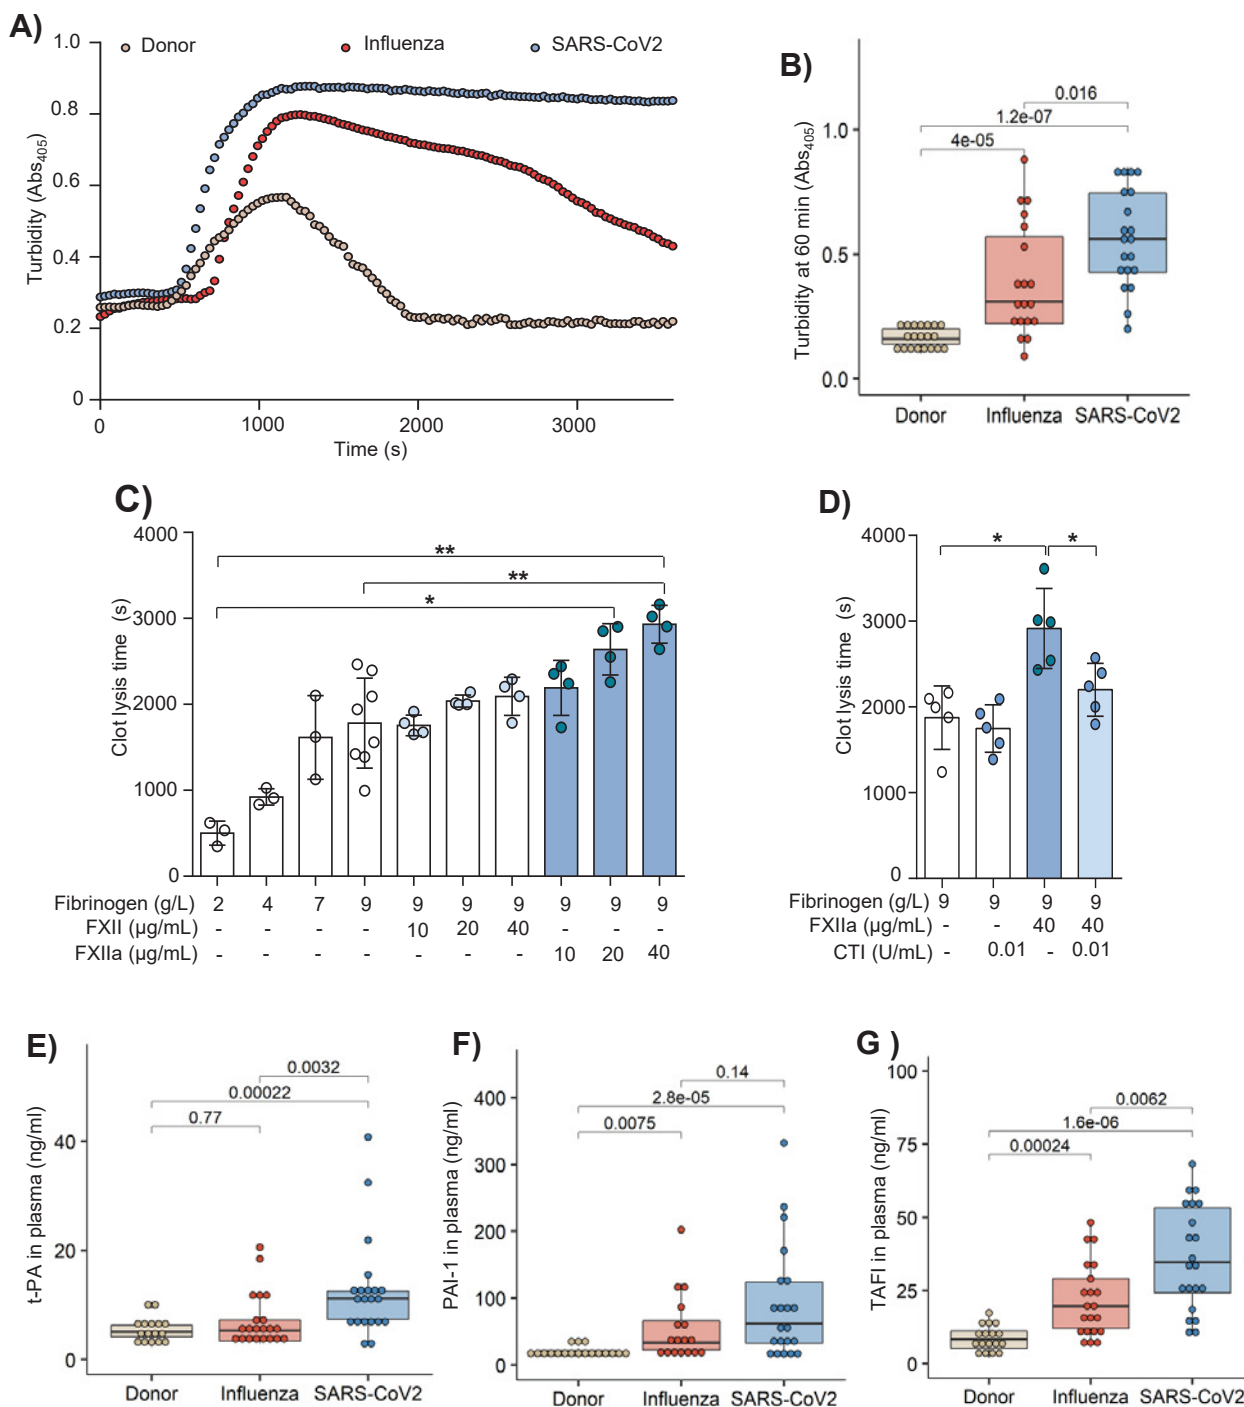 A)
1.0
Donor
Influenza
SARS-CoV2
0.8
0.6
0.4
0.2
0
Turbidity (Abs405)
0
1000
2000
3000
Time (s)
B)
0.016
1.2e-07
4e-05
1.0
0.5
0.0
Turbidity at 60 min (Abs405)
Donor
Influenza
SARS-CoV2
C)
4000
3000
2000
1000
0
Clot lysis time (s)
**
**
*
Fibrinogen (g/L) 2 4 7 9 9 9 9 9 9 9
FXII (µg/mL) - - - - 10 20 40 - - -
FXIIa (µg/mL) - - - - - - - 10 20 40
D)
4000
3000
2000
1000
0
Clot lysis time (s)
* *
Fibrinogen (g/L) 9 9 9 9
FXIIa (µg/mL) - - 40 40
CTI (U/mL) - 0.01 - 0.01
E)
0.0032
0.00022
0.77
40
20
0
t-PA in plasma (ng/ml)
Donor
Influenza
SARS-CoV2
F)
0.14
2.8e-05
0.0075
400
300
200
100
0
PAI-1 in plasma (ng/ml)
Donor
Influenza
SARS-CoV2
G )
100
0.0062
1.6e-06
0.00024
75
50
25
0
TAFI in plasma (ng/ml)
Donor
Influenza
SARS-CoV2